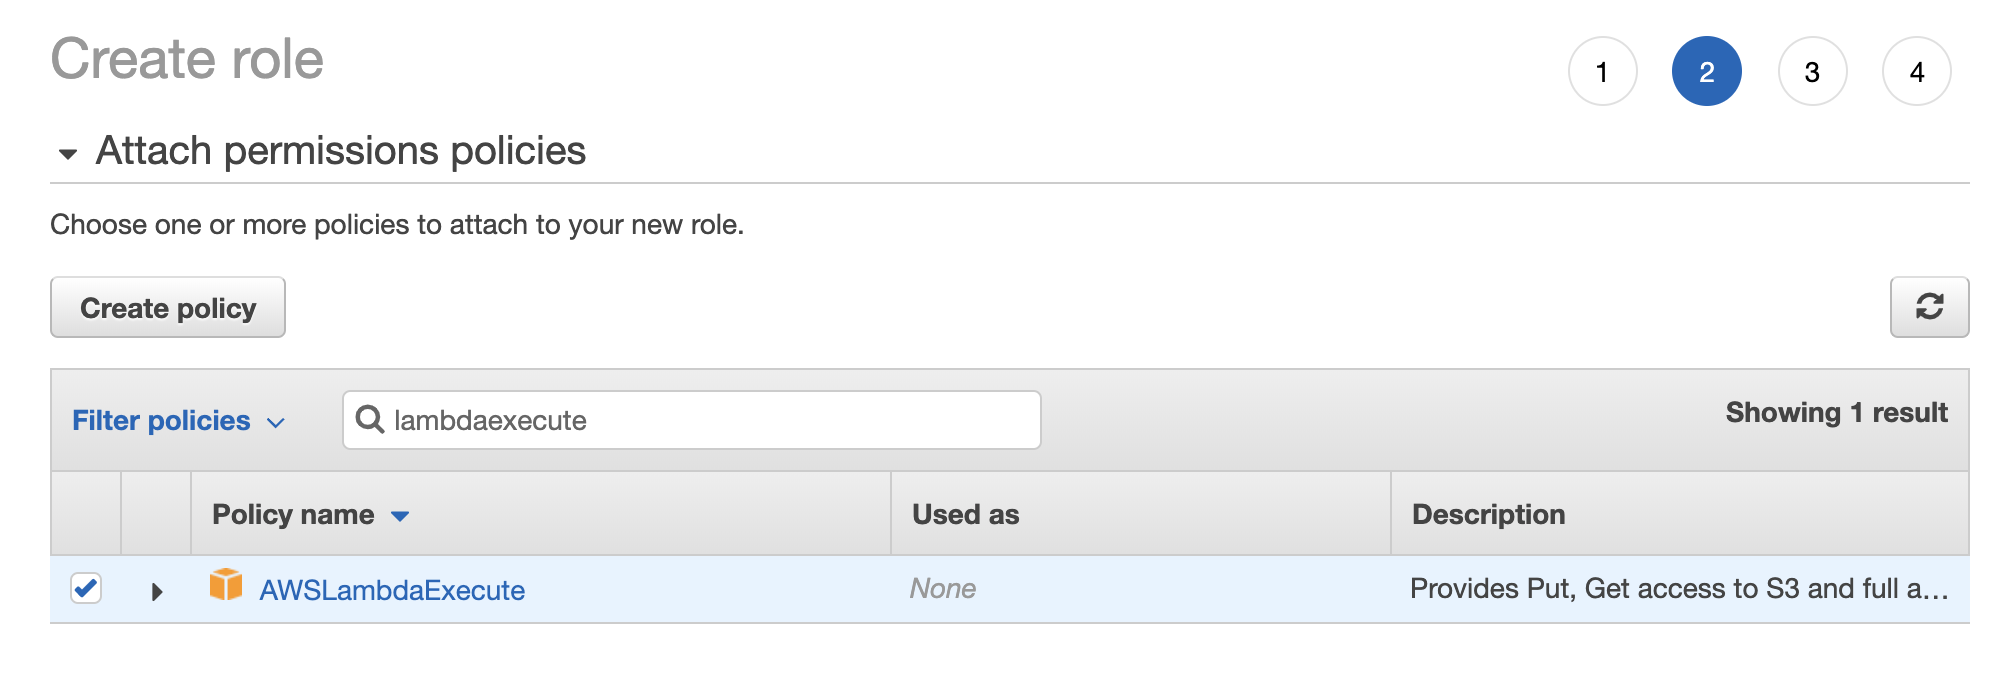 Create role
1 2 3 4
Attach permissions policies
Choose one or more policies to attach to your new role.
Create policy
Filter policies lambdaexecute Showing 1 result
Policy name Used as Description
AWSLambdaExecute None Provides Put, Get access to S3 and full a...